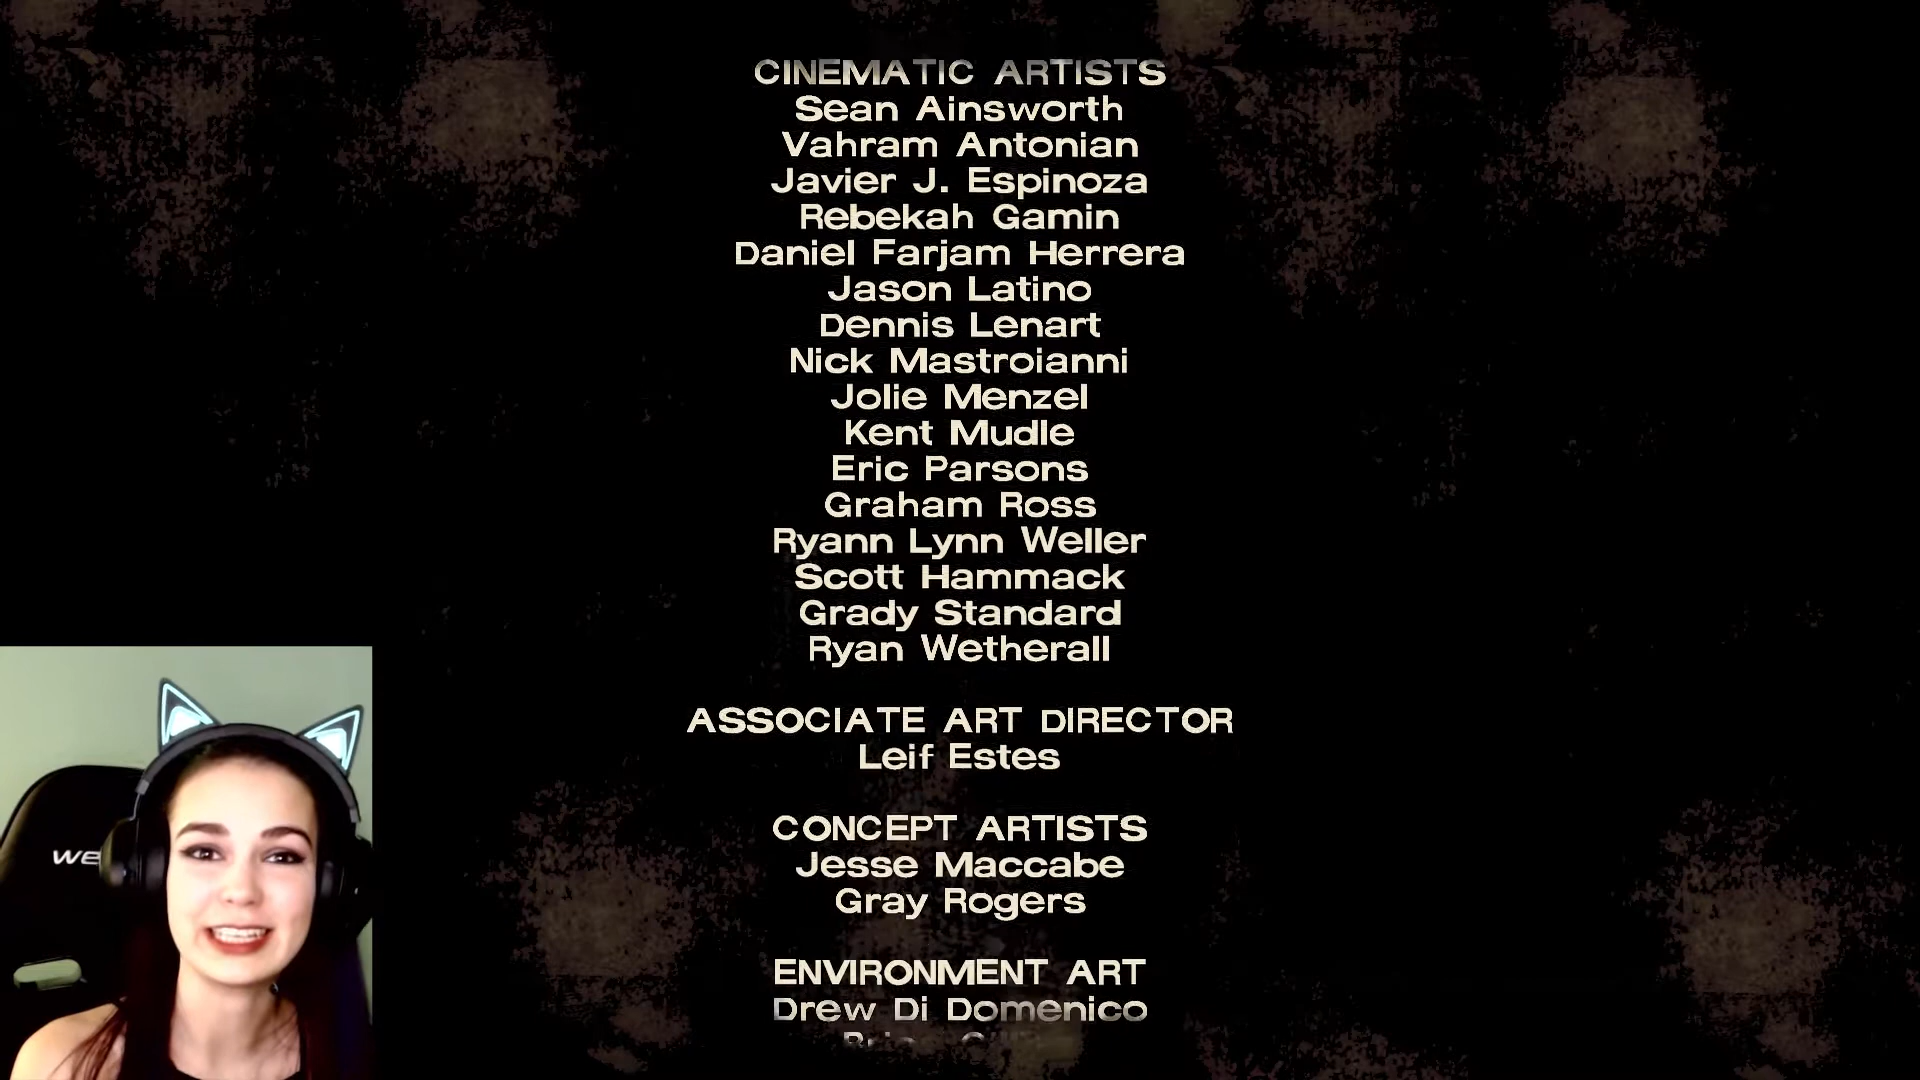 CINEMATIC ARTISTS
Sean Ainsworth
Vahram Antonian
Javier J. Espinoza
Rebekah Gamin
Daniel Farjam Herrera
Jason Latino
Dennis Lenart
Nick Mastroianni
Jolie Menzel
Kent Mudle
Eric Parsons
Graham Ross
Ryann Lynn Weller
Scott Hammack
Grady Standard
Ryan Wetherall
ASSOCIATE ART DIRECTOR
Leif Estes
CONCEPT ARTISTS
Jesse Maccabe
Gray Rogers
ENVIRONMENT ART
Drew Di Domenico